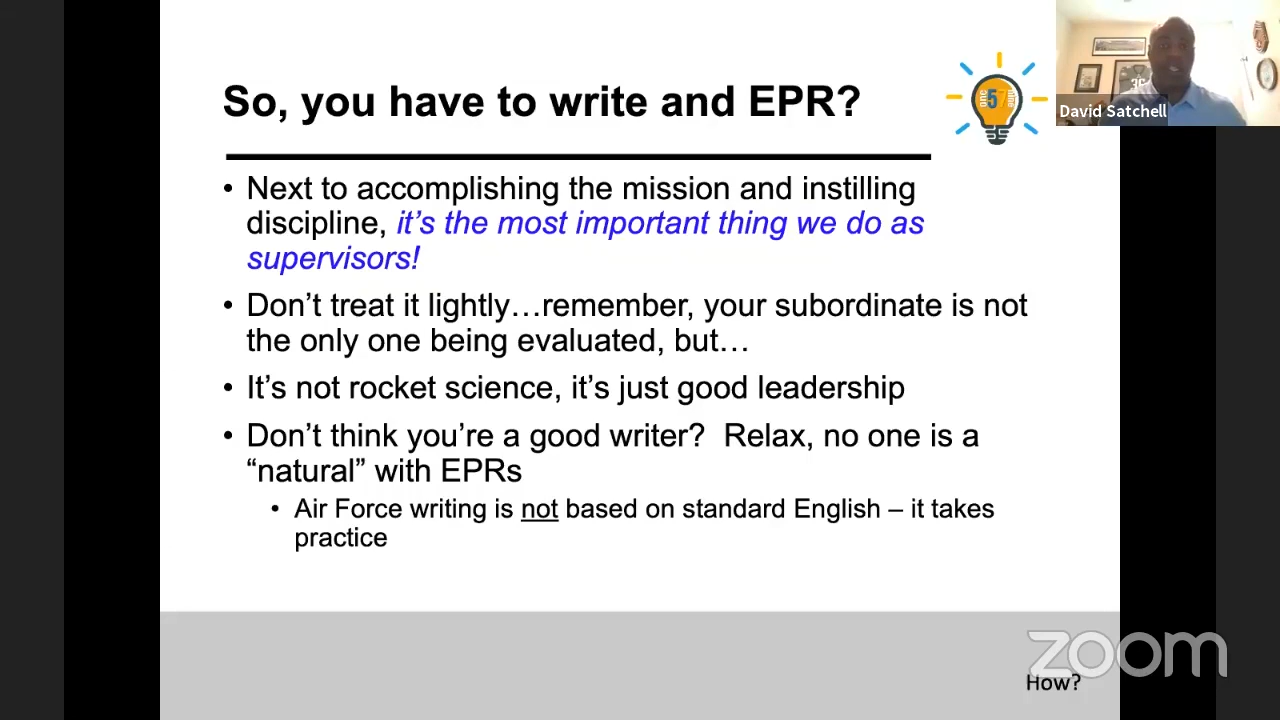 So, you have to write and EPR?
David Satchell
• Next to accomplishing the mission and instilling
discipline, it’s the most important thing we do as
supervisors!
• Don’t treat it lightly…remember, your subordinate is not
the only one being evaluated, but…
• It’s not rocket science, it’s just good leadership
• Don’t think you’re a good writer?  Relax, no one is a
“natural” with EPRs
• Air Force writing is not based on standard English – it takes
practice
zoom
How?